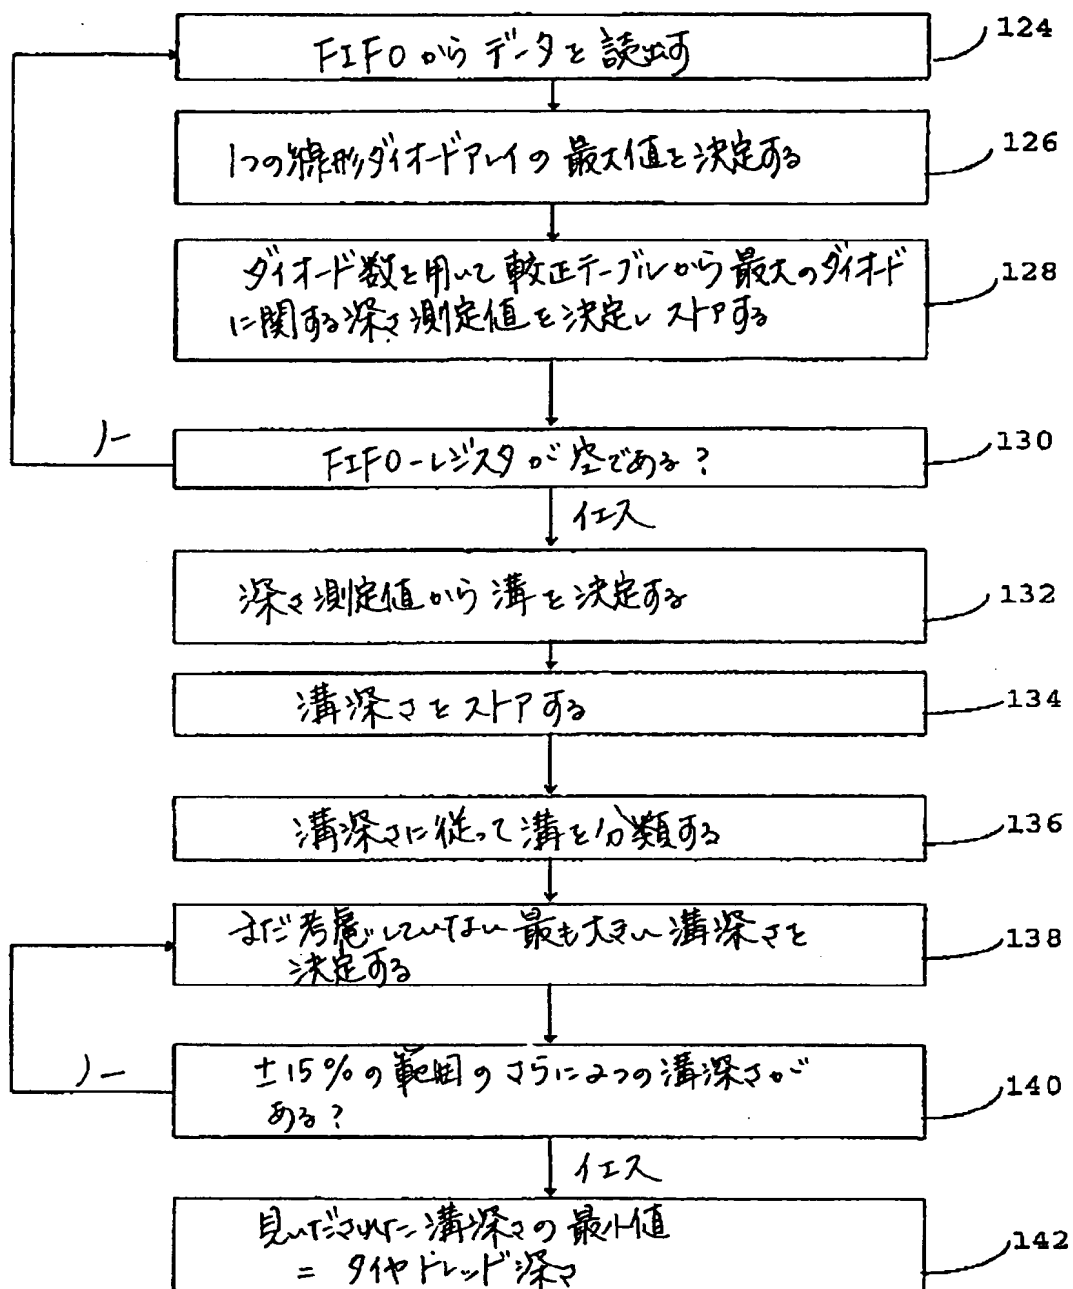 FIFOからデータを読出す
124
1つの線形ダイオードアレイの最大値を決定する
126
ダイオード数を用いて較正テーブルから最大のダイオード
に関する深さ測定値を決定しストアする
128
ノー
FIFO-レジスタが空である?
130
イエス
深さ測定値から溝を決定する
132
溝深さをストアする
134
溝深さに従って溝を分類する
136
まだ考慮していない最も大きい溝深さを
決定する
138
ノー
±15%の範囲のさらに2つの溝深さが
ある?
140
イエス
見いだされた溝深さの最小値
= タイヤトレッド深さ
142